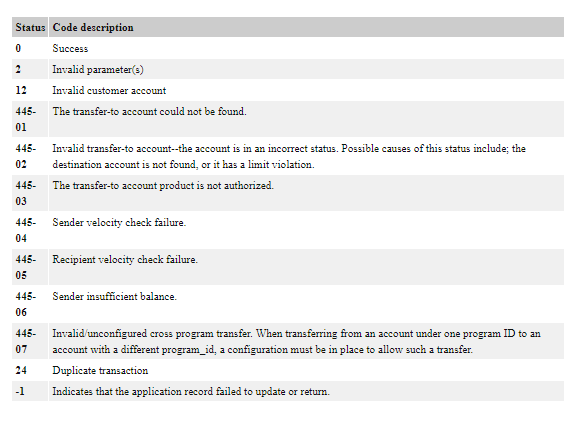 Status Code description
0 Success
2 Invalid parameter(s)
12 Invalid customer account
445- The transfer-to account could not be found.
01
445- Invalid transfer-to account--the account is in an incorrect status. Possible causes of this status include; the
02 destination account is not found, or it has a limit violation.
445- The transfer-to account product is not authorized.
03
445- Sender velocity check failure.
04
445- Recipient velocity check failure.
05
445- Sender insufficient balance.
06
445- Invalid/unconfigured cross program transfer. When transferring from an account under one program ID to an
07 account with a different program_id, a configuration must be in place to allow such a transfer.
24 Duplicate transaction
-1 Indicates that the application record failed to update or return.